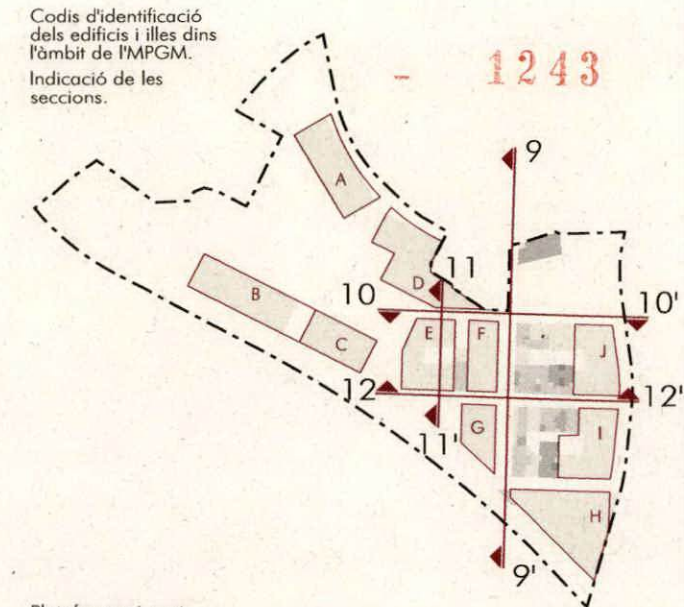 Codis d'identificació
dels edificis i illes dins
l'àmbit de l'MPGM.
Indicació de les
seccions.
- 1243
9
A
11
D
10
10'
B
E
F
J
C
12
12'
11'
G
I
H
9'